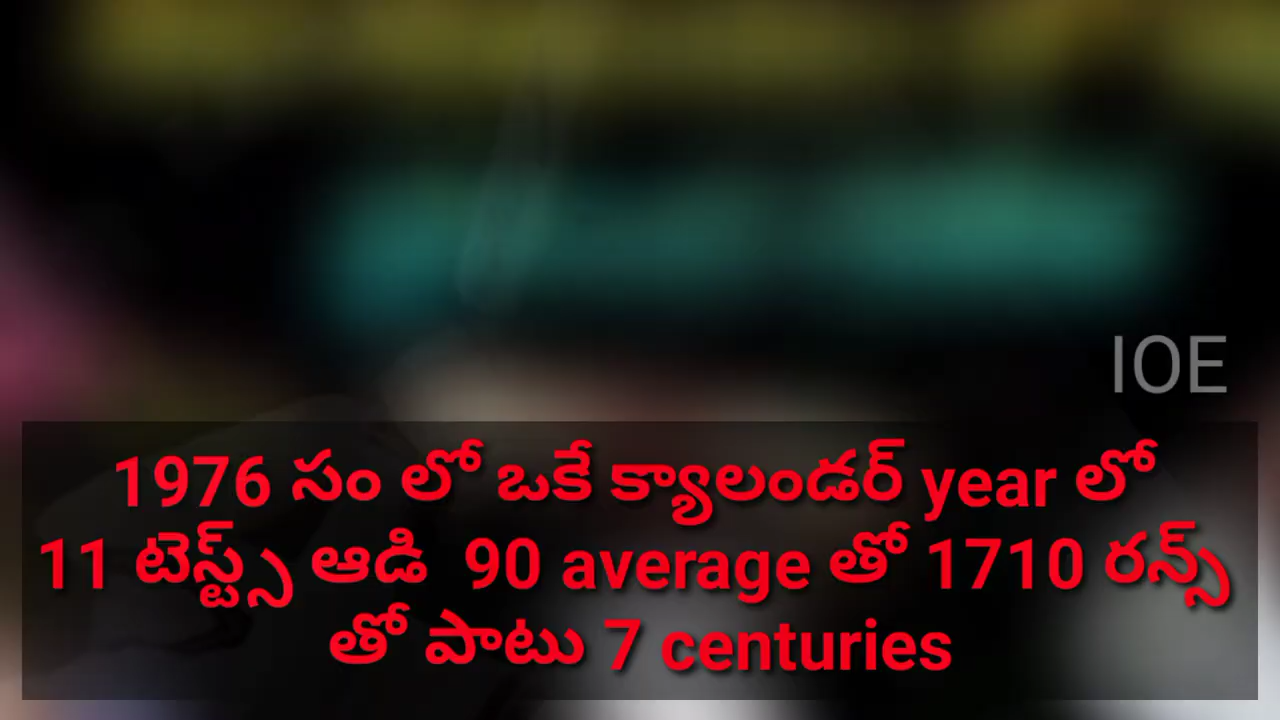 IOE
1976 సం లో ఒకే క్యాలండర్ year లో
11 టెస్ట్స్ ఆడి 90 average తో 1710 రన్స్
తో పాటు 7 centuries